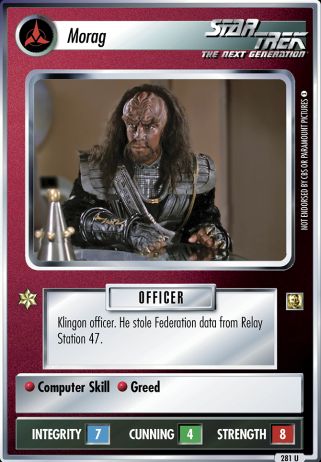 Morag
STAR TREK
THE NEXT GENERATION
NOT ENDORSED BY CBS OR PARAMOUNT PICTURES
OFFICER
Klingon officer. He stole Federation data from Relay
Station 47.
Computer Skill Greed
INTEGRITY 7 CUNNING 4 STRENGTH 8
281 U